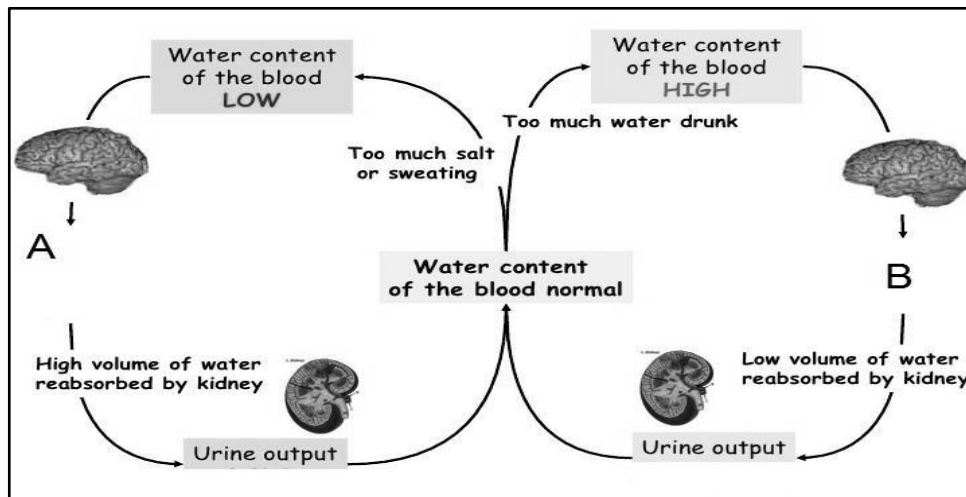 Water content
of the blood
LOW
Water content
of the blood
HIGH
Too much water drunk
Too much salt
or sweating
A
B
Water content
of the blood normal
High volume of water
reabsorbed by kidney
Low volume of water
reabsorbed by kidney
Urine output
Urine output